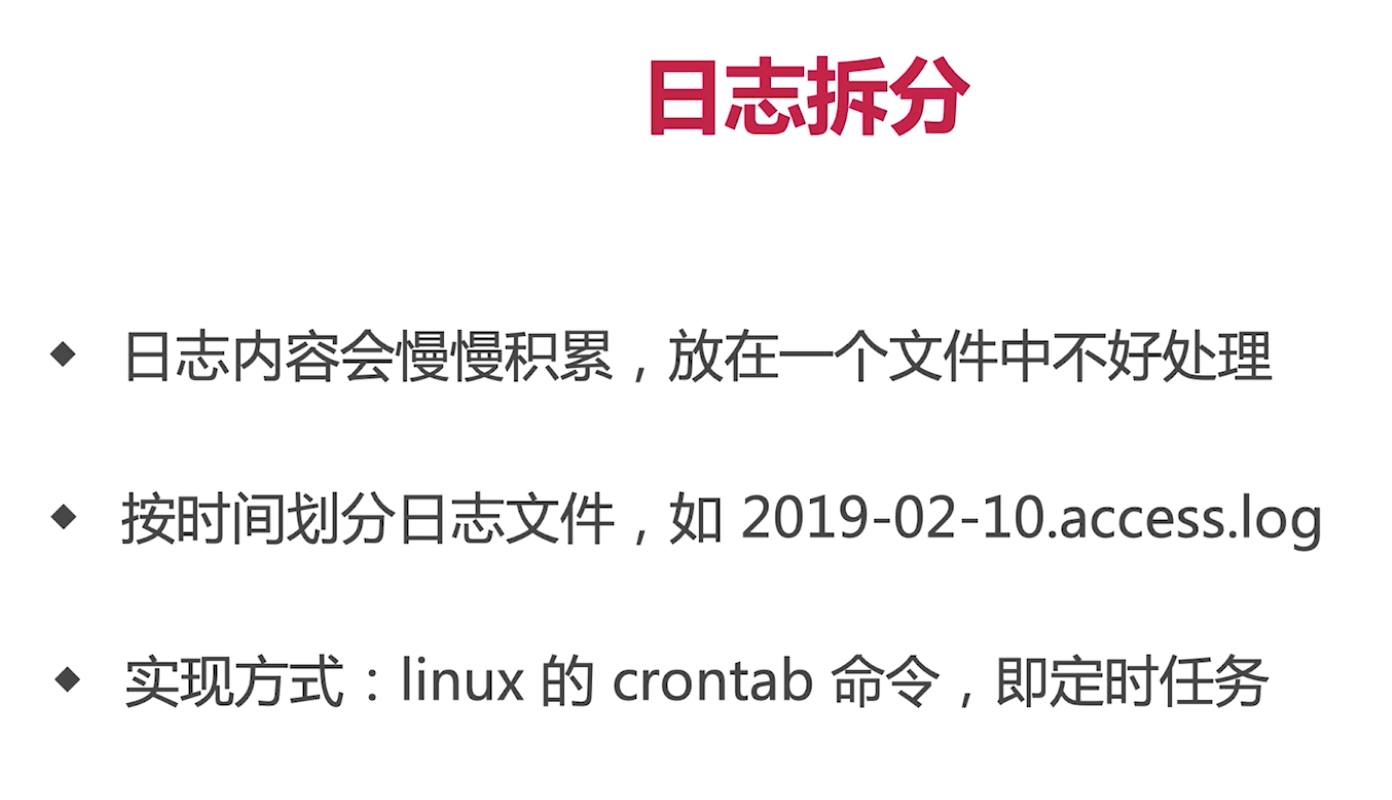 日志拆分
◆ 日志内容会慢慢积累，放在一个文件中不好处理
◆ 按时间划分日志文件，如 2019-02-10.access.log
◆ 实现方式：linux 的 crontab 命令，即定时任务